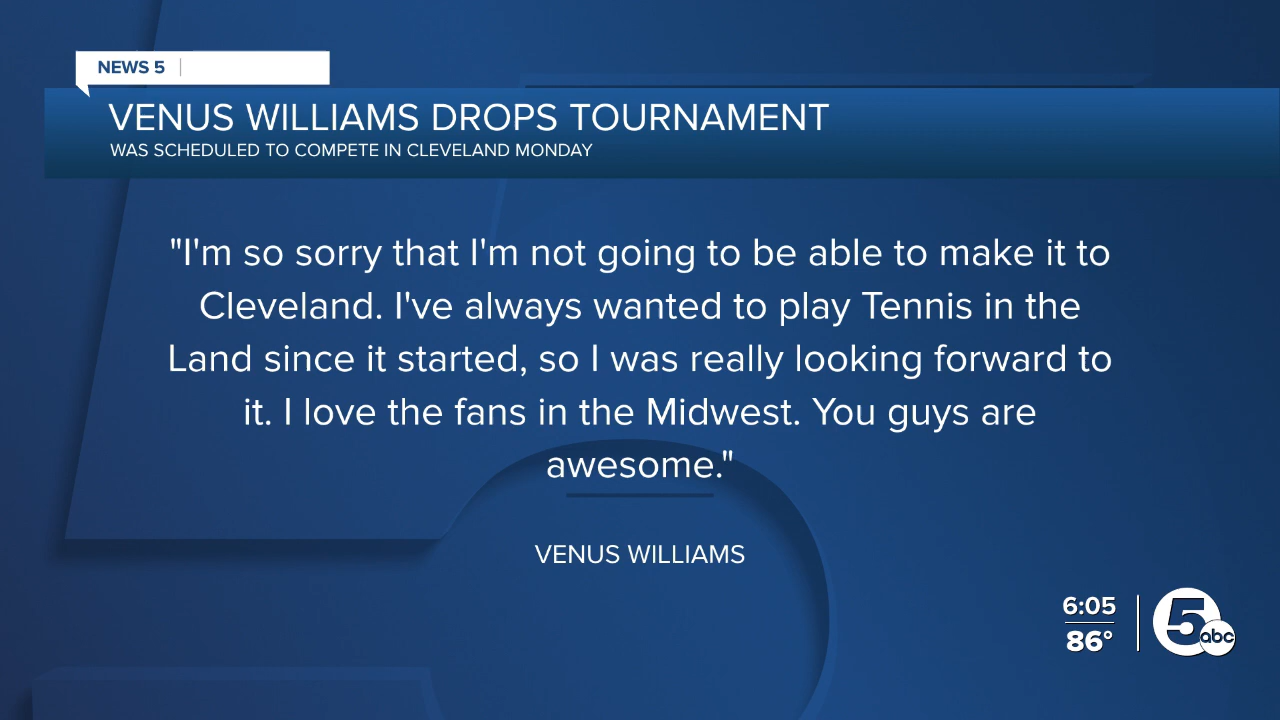 NEWS 5
VENUS WILLIAMS DROPS TOURNAMENT
WAS SCHEDULED TO COMPETE IN CLEVELAND MONDAY
"I'm so sorry that I'm not going to be able to make it to
Cleveland. I've always wanted to play Tennis in the
Land since it started, so I was really looking forward to
it. I love the fans in the Midwest. You guys are
awesome."
VENUS WILLIAMS
6:05
86°
5
abc